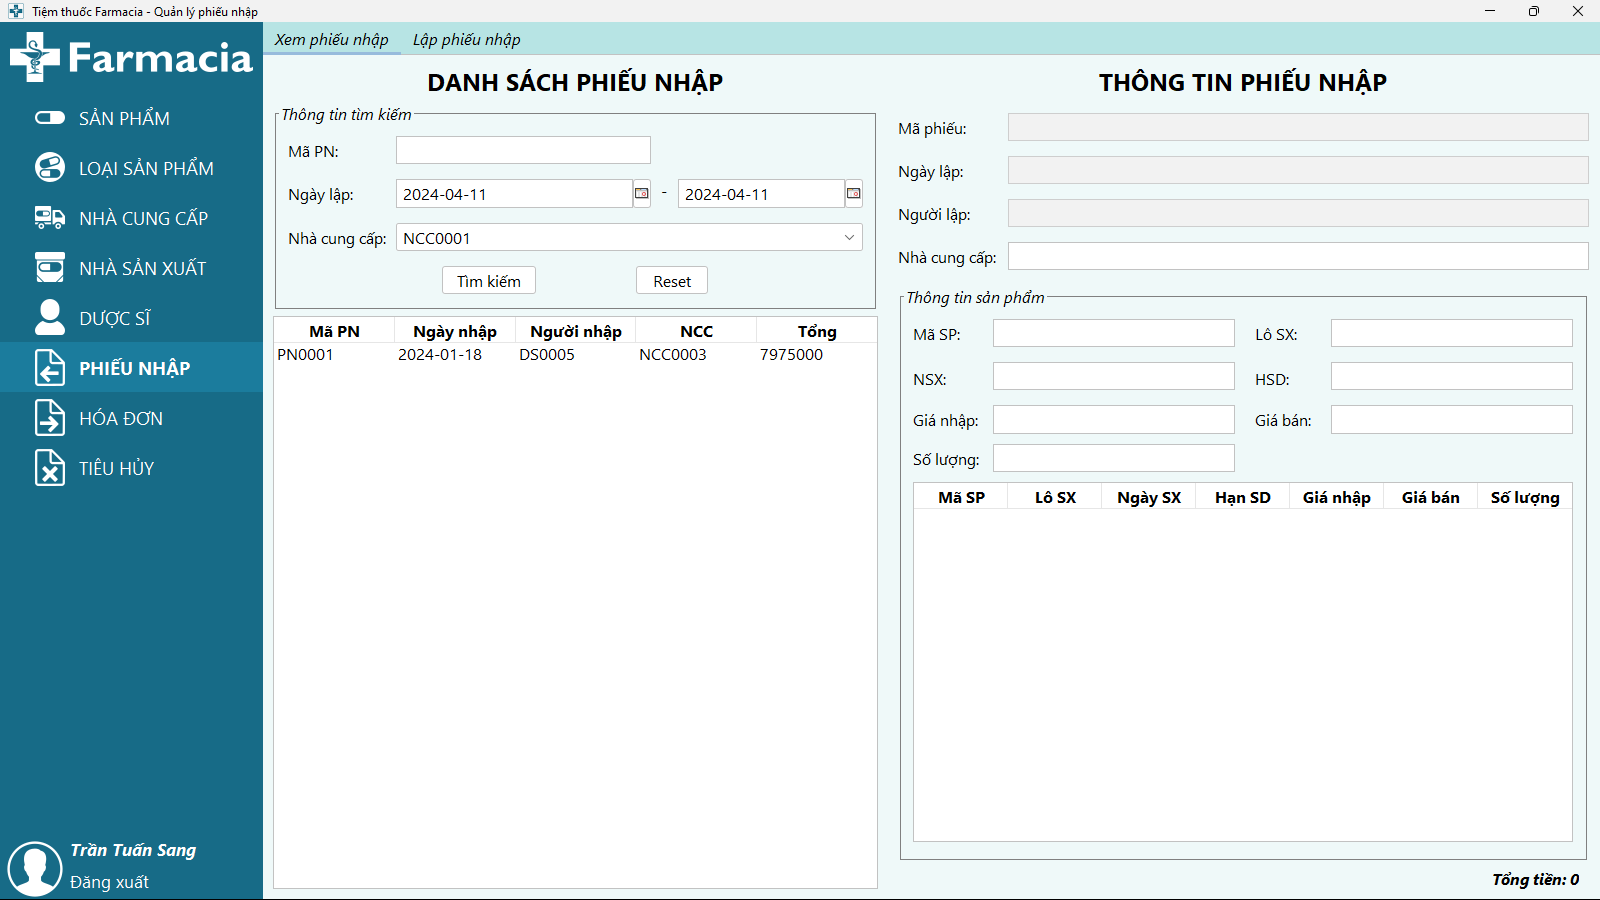 Tiệm thuốc Farmacia - Quản lý phiếu nhập
Farmacia
SẢN PHẨM
LOẠI SẢN PHẨM
NHÀ CUNG CẤP
NHÀ SẢN XUẤT
DƯỢC SĨ
PHIẾU NHẬP
HÓA ĐƠN
TIÊU HỦY
Trần Tuấn Sang
Đăng xuất
Xem phiếu nhập Lập phiếu nhập
DANH SÁCH PHIẾU NHẬP
Thông tin tìm kiếm
Mã PN:
Ngày lập: 2024-04-11 - 2024-04-11
Nhà cung cấp: NCC0001
Tìm kiếm Reset
Mã PN Ngày nhập Người nhập NCC Tổng
PN0001 2024-01-18 DS0005 NCC0003 7975000
THÔNG TIN PHIẾU NHẬP
Mã phiếu:
Ngày lập:
Người lập:
Nhà cung cấp:
Thông tin sản phẩm
Mã SP: Lô SX:
NSX: HSD:
Giá nhập: Giá bán:
Số lượng:
Mã SP Lô SX Ngày SX Hạn SD Giá nhập Giá bán Số lượng
Tổng tiền: 0